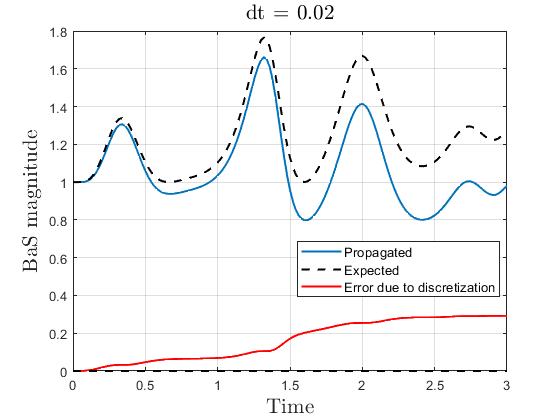 dt = 0.02
BaS magnitude
1.8
1.6
1.4
1.2
1
0.8
0.6
0.4
0.2
0
Propagated
Expected
Error due to discretization
0 0.5 1 1.5 2 2.5 3
Time